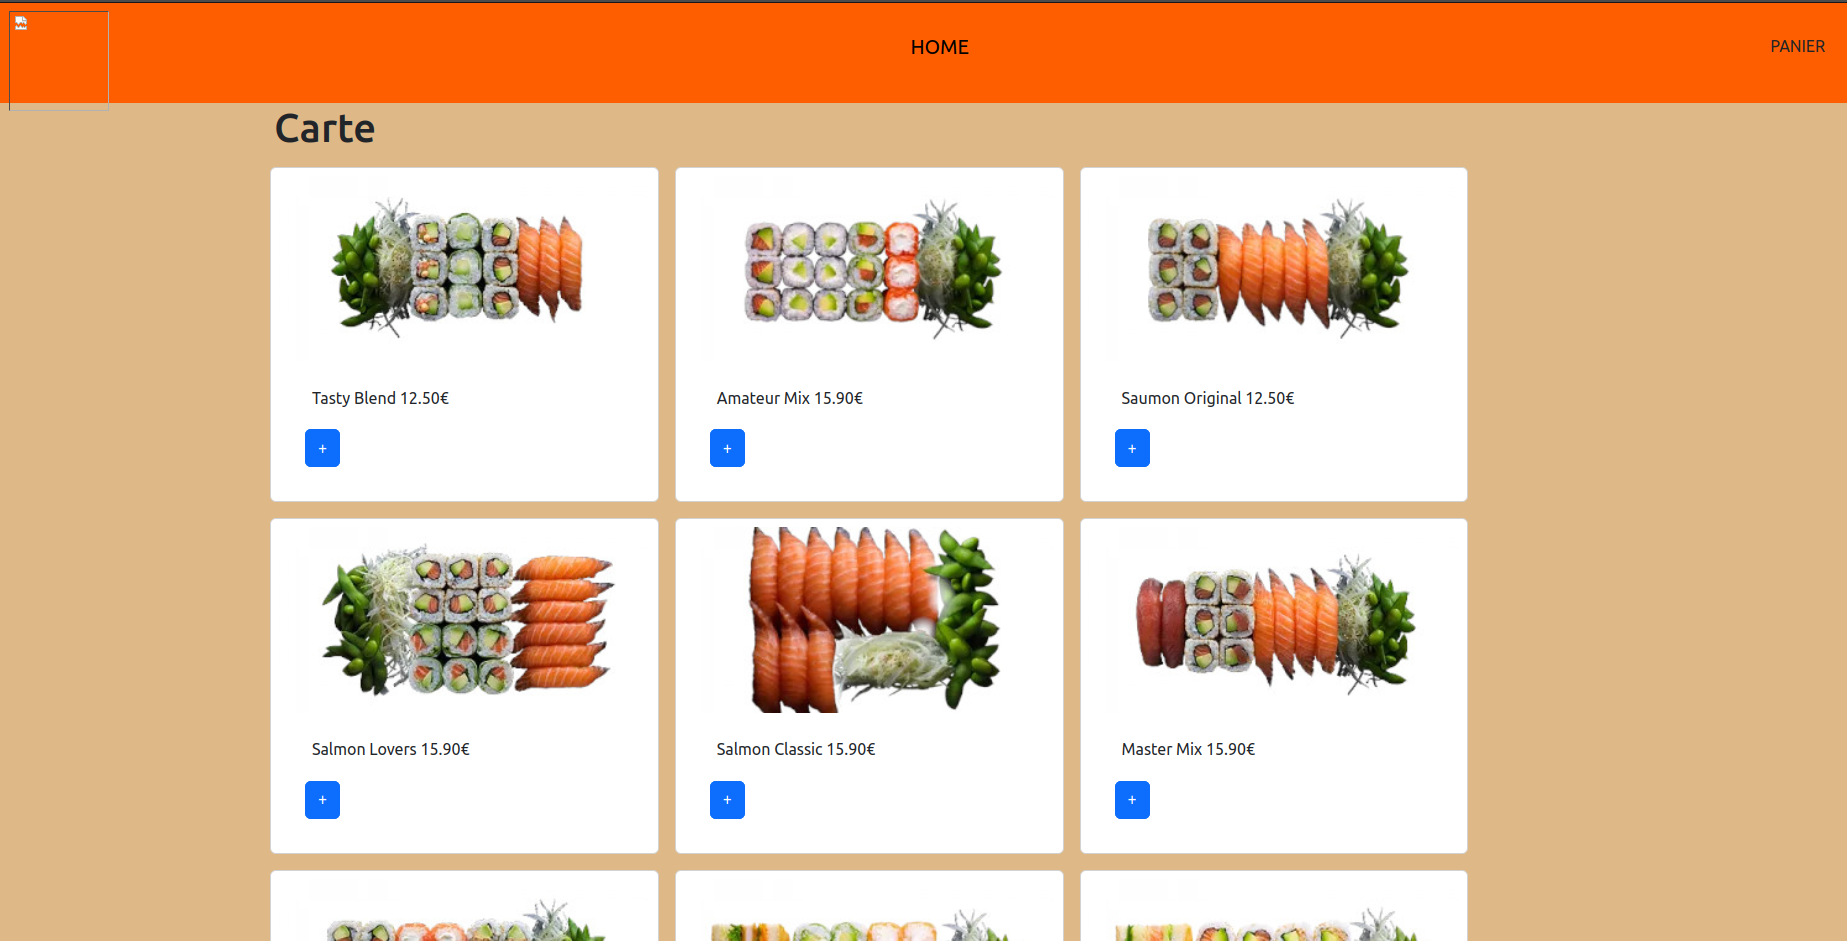 HOME
PANIER
Carte
Tasty Blend 12.50€
Amateur Mix 15.90€
Saumon Original 12.50€
+
+
+
Salmon Lovers 15.90€
Salmon Classic 15.90€
Master Mix 15.90€
+
+
+